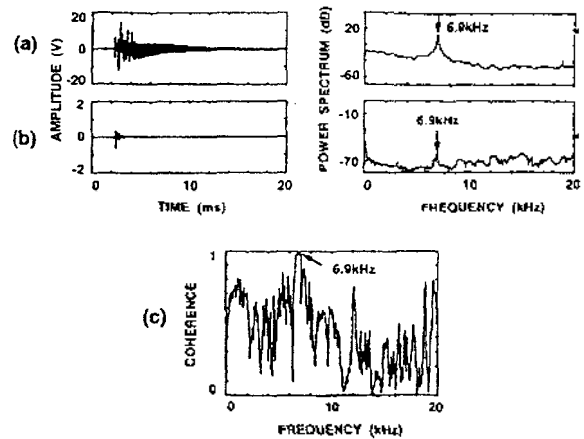 (a)
AMPLITUDE (V)
20
0
-20
POWER SPECTRUM (dB)
20
-60
6.9kHz
(b)
2
0
-2
0 10 20
TIME (ms)
-10
-70
6.9kHz
0 10 20
FREQUENCY (kHz)
(c)
COHERENCE
1
0
6.9kHz
0 10 20
FREQUENCY (kHz)